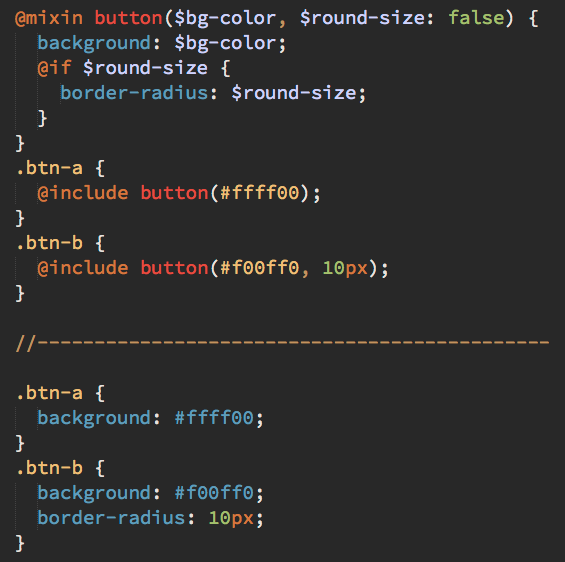 @mixin button($bg-color, $round-size: false) {
  background: $bg-color;
  @if $round-size {
    border-radius: $round-size;
  }
}
.btn-a {
  @include button(#ffff00);
}
.btn-b {
  @include button(#f00ff0, 10px);
}

//---------------------------------------------

.btn-a {
  background: #ffff00;
}
.btn-b {
  background: #f00ff0;
  border-radius: 10px;
}